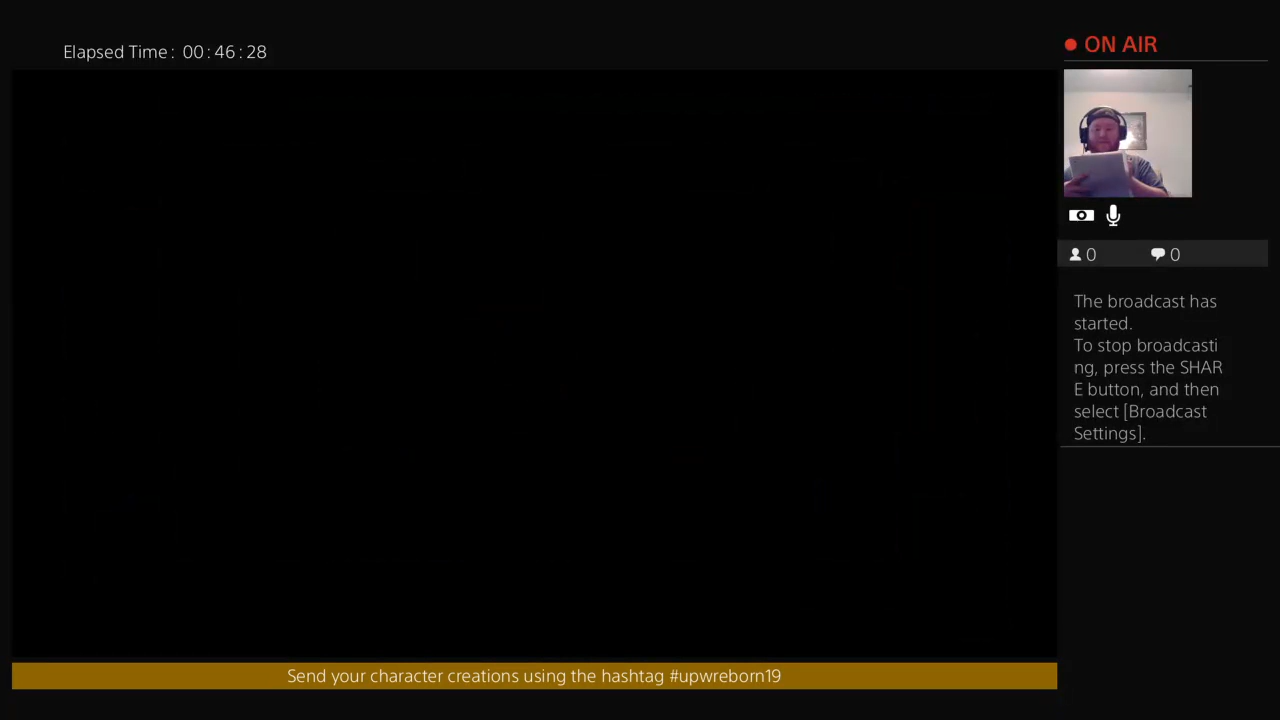 Elapsed Time: 00:46:28
ON AIR
0 0
The broadcast has
started.
To stop broadcasti
ng, press the SHAR
E button, and then
select [Broadcast
Settings].
Send your character creations using the hashtag #upwreborn19